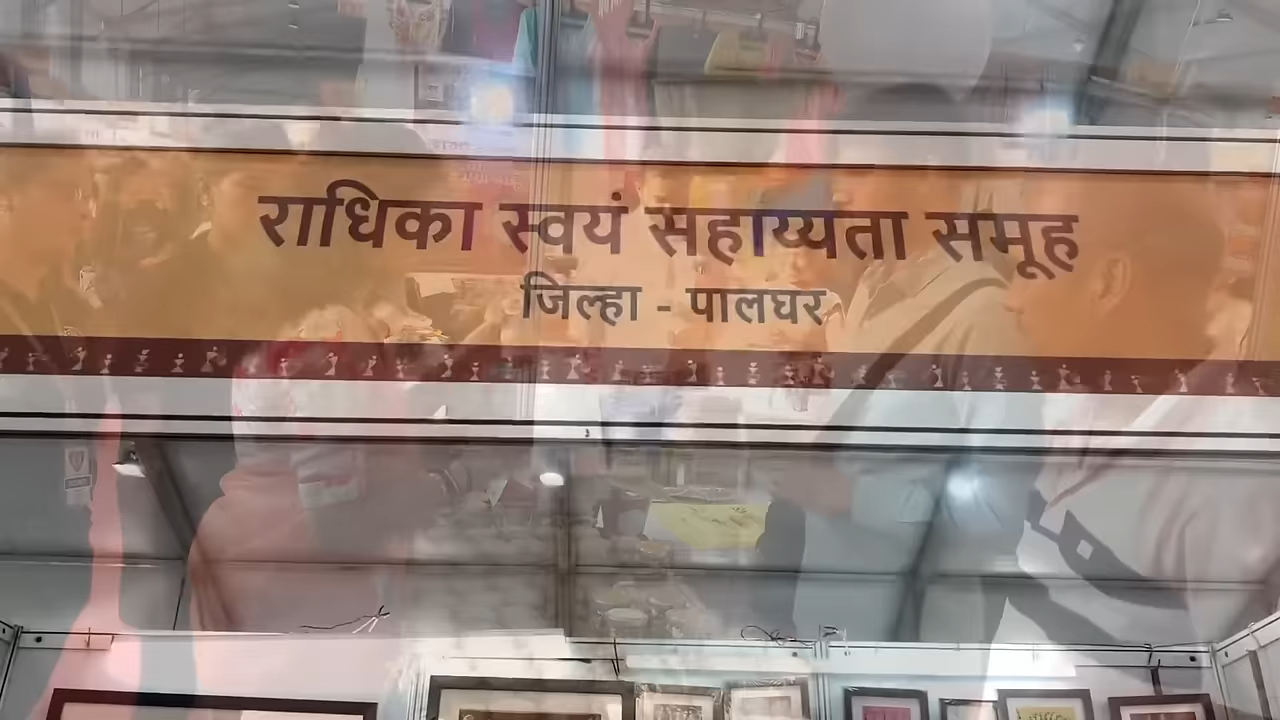 राधिका स्वयं सहाय्यता समूह
जिल्हा - पालघर